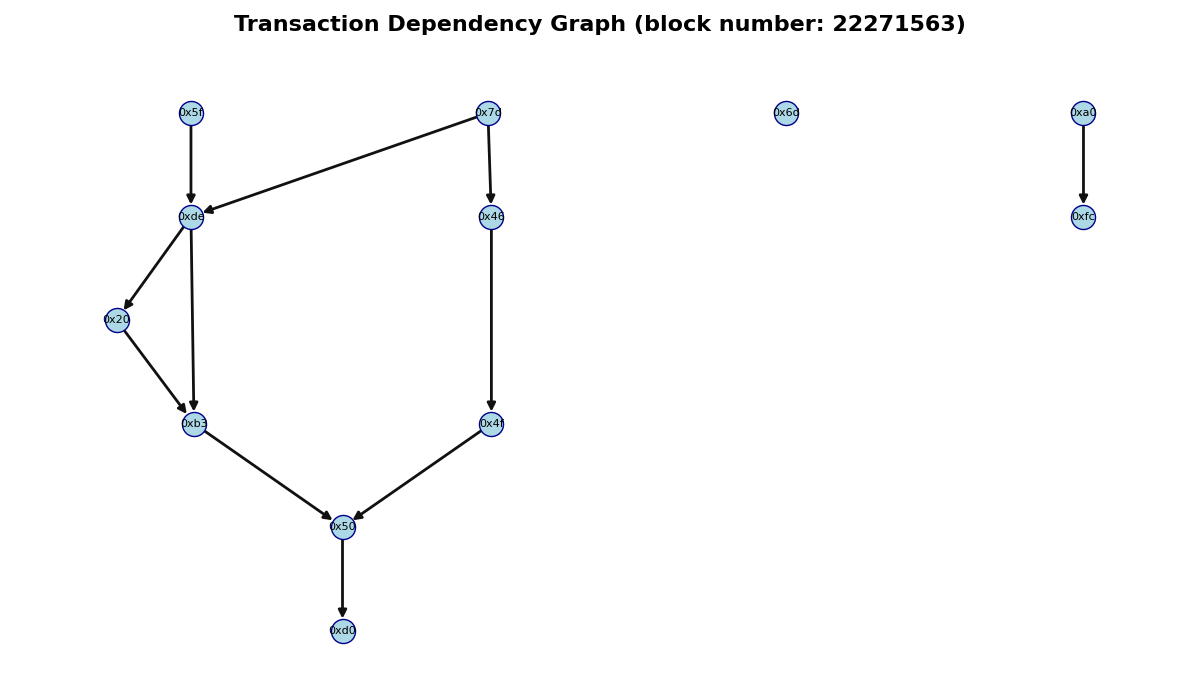 Transaction Dependency Graph (block number: 22271563)
0x5f
0x7d
0x6d
0xa0
0xde
0x46
0xfc
0x20
0xb3
0x4f
0x50
0xd0